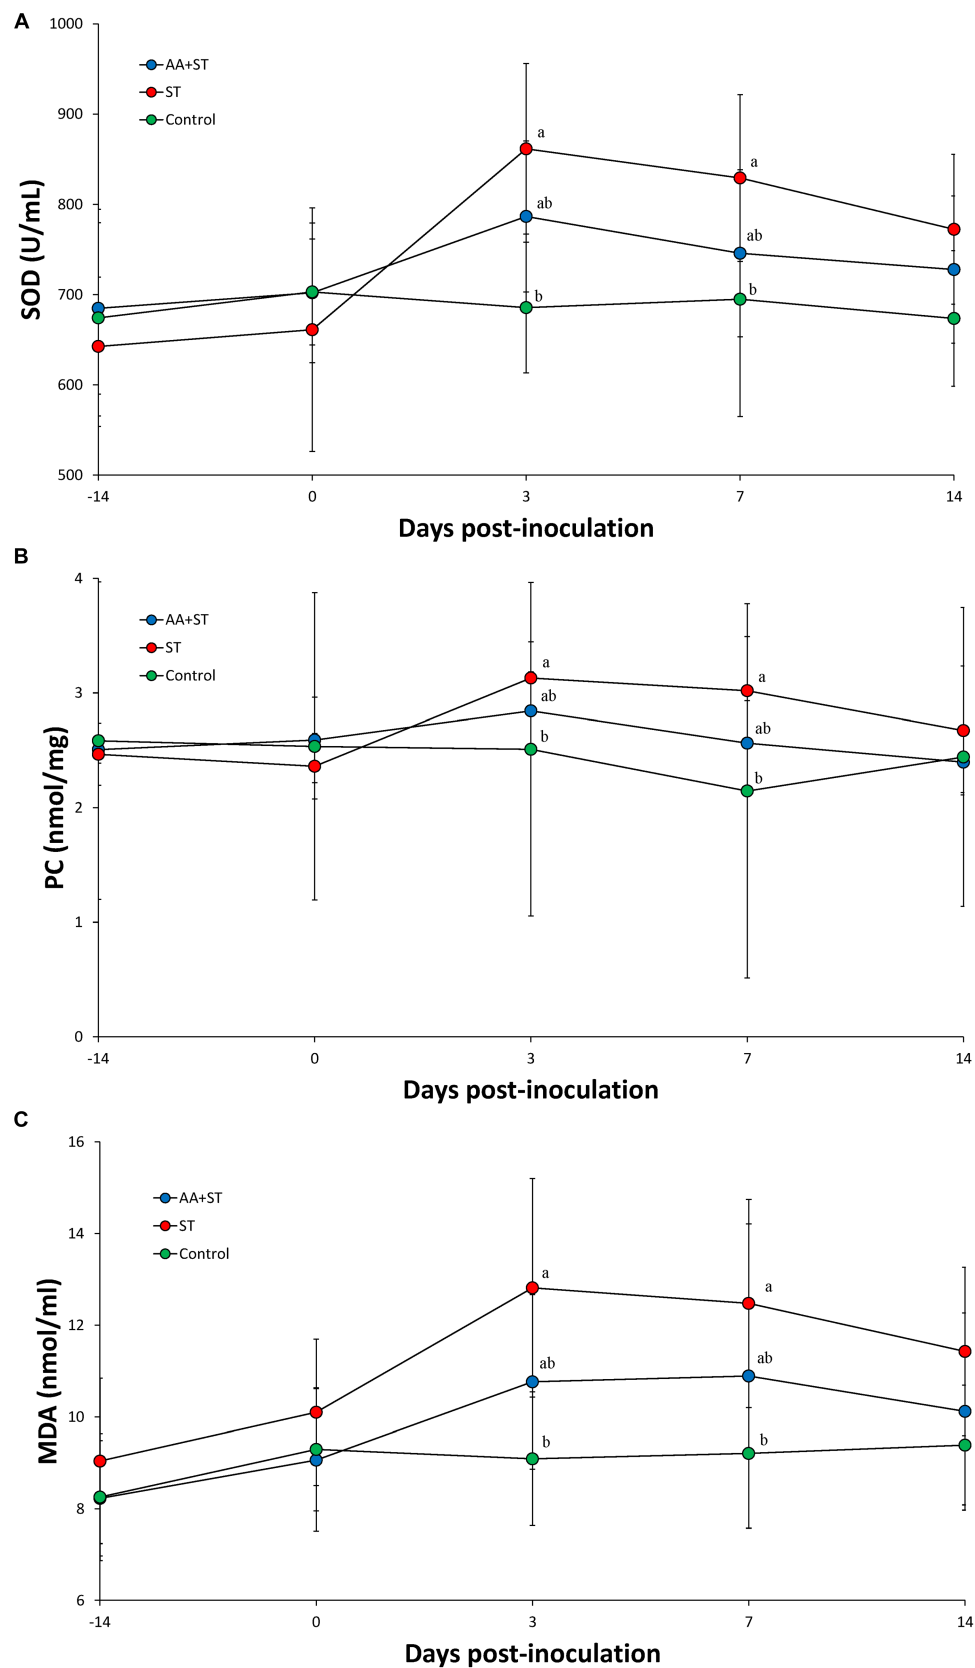 A
1000
AA+ST
ST
Control
900
800
700
600
500
SOD (U/mL)
a
a
ab
ab
b
b
-14 0 3 7 14
Days post-inoculation
B
4
AA+ST
ST
Control
3
2
1
0
PC (nmol/mg)
a
a
ab
ab
b
b
-14 0 3 7 14
Days post-inoculation
C
16
AA+ST
ST
Control
14
12
10
8
6
MDA (nmol/ml)
a
a
ab
ab
b
b
-14 0 3 7 14
Days post-inoculation